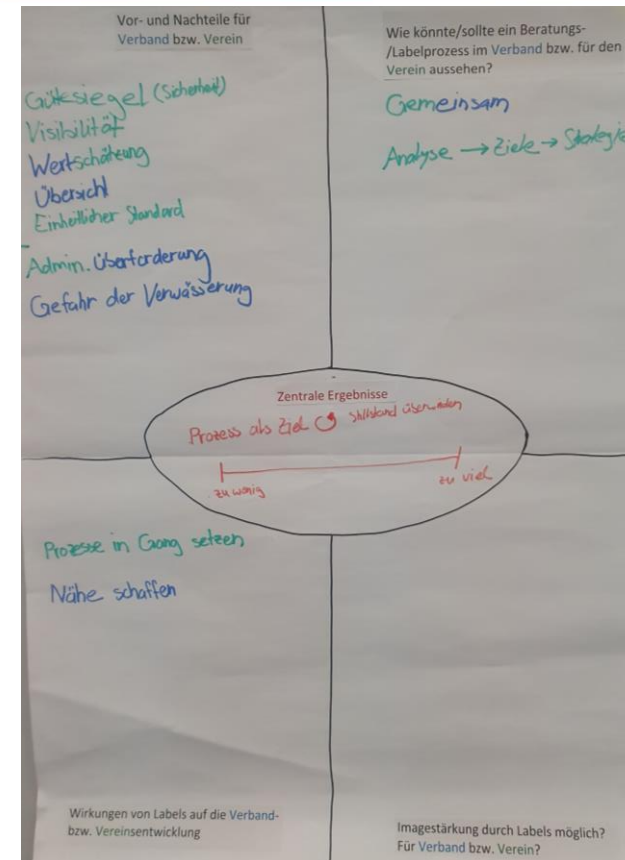 Vor- und Nachteile für
Verband bzw. Verein
Gütesiegel (Sicherheit)
Visibilität
Wertschätzung
Übersicht
Einheitlicher Standard
Admin. Überforderung
Gefahr der Verwässerung
Wie könnte/sollte ein Beratungs-
/Labelprozess im Verband bzw. für den
Verein aussehen?
Gemeinsam
Analyse → Ziele → Strategie
Zentrale Ergebnisse
Prozess als Ziel Stillstand überwinden
zu wenig
zu viel
Prozesse in Gang setzen
Nähe schaffen
Wirkungen von Labels auf die Verband-
bzw. Vereinsentwicklung
Imagestärkung durch Labels möglich?
Für Verband bzw. Verein?